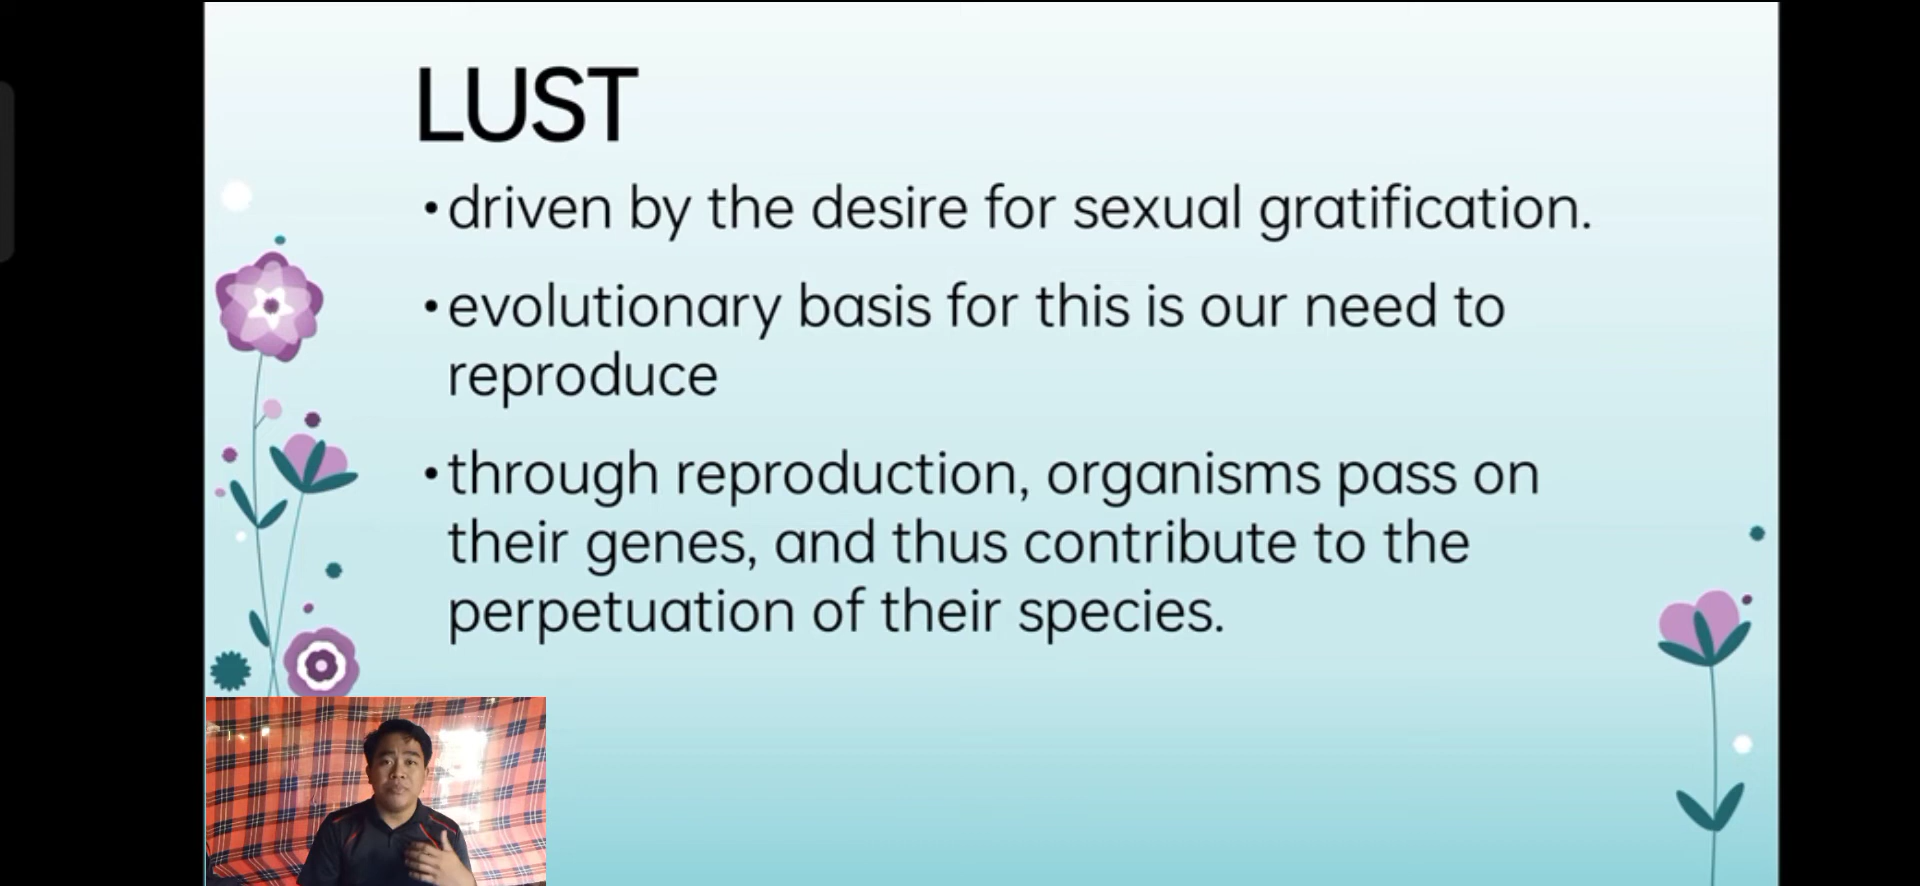 LUST
•driven by the desire for sexual gratification.
•evolutionary basis for this is our need to
reproduce
•through reproduction, organisms pass on
their genes, and thus contribute to the
perpetuation of their species.